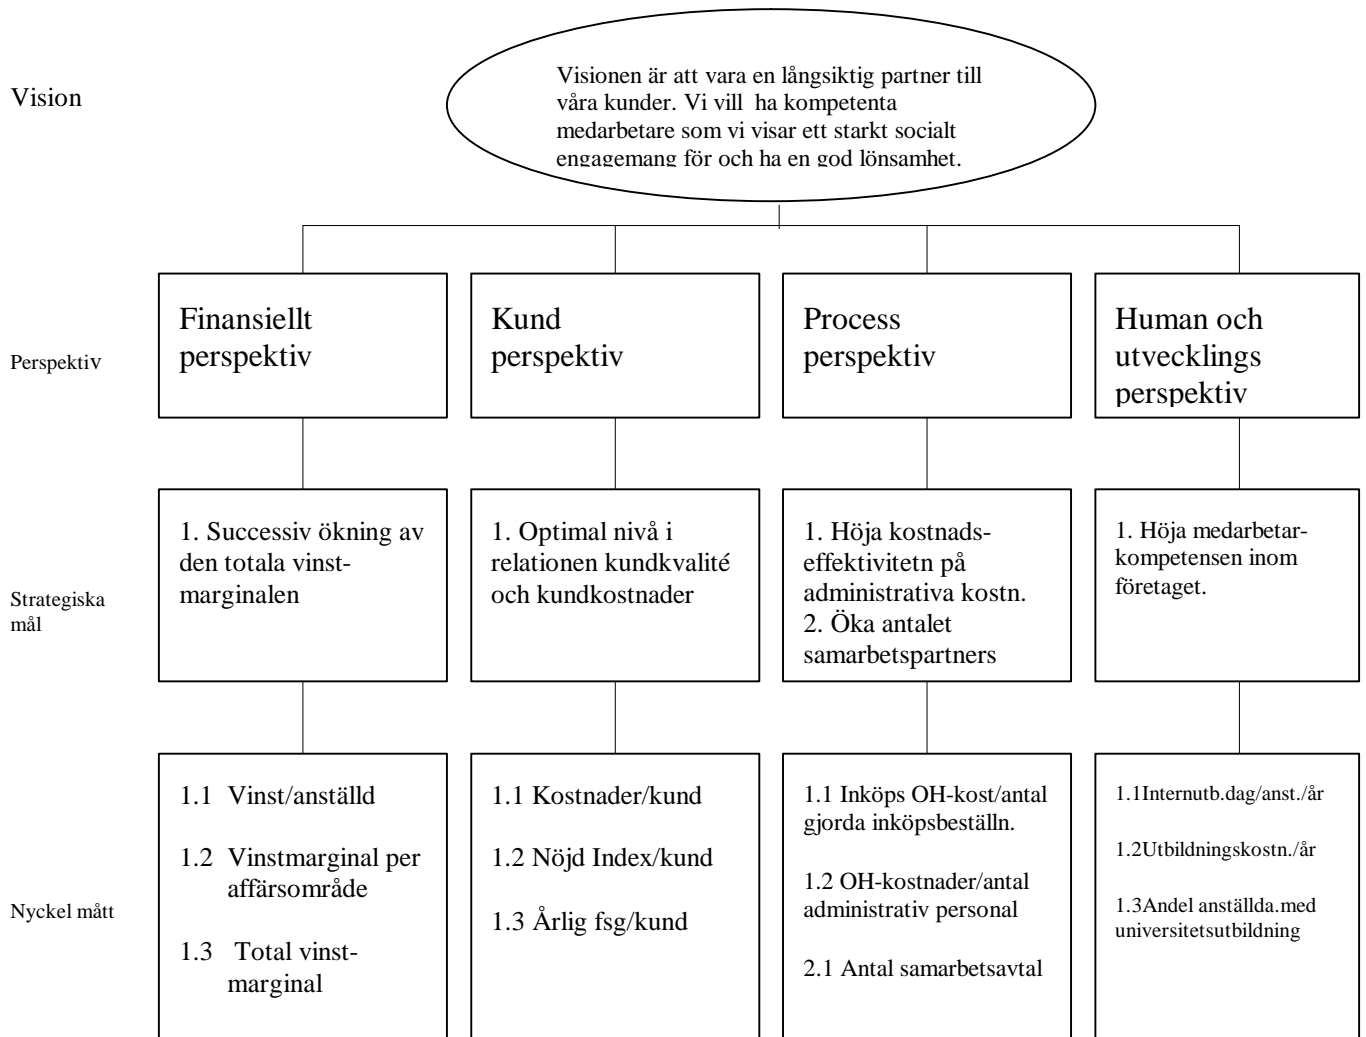 Vision
Visionen är att vara en långsiktig partner till
våra kunder. Vi vill  ha kompetenta
medarbetare som vi visar ett starkt socialt
engagemang för och ha en god lönsamhet.
Perspektiv
Finansiellt
perspektiv
Kund
perspektiv
Process
perspektiv
Human och
utvecklings
perspektiv
Strategiska
mål
1. Successiv ökning av
den totala vinst-
marginalen
1. Optimal nivå i
relationen kundkvalité
och kundkostnader
1. Höja kostnads-
effektivitetn på
administrativa kostn.
2. Öka antalet
samarbetspartners
1. Höja medarbetar-
kompetensen inom
företaget.
Nyckel mått
1.1 Vinst/anställd
1.2 Vinstmarginal per
affärsområde
1.3 Total vinst-
marginal
1.1 Kostnader/kund
1.2 Nöjd Index/kund
1.3 Årlig fsg/kund
1.1 Inköps OH-kost/antal
gjorda inköpsbeställn.
1.2 OH-kostnader/antal
administrativ personal
2.1 Antal samarbetsavtal
1.1Internutb.dag/anst./år
1.2Utbildningskostn./år
1.3Andel anställda.med
universitetsutbildning